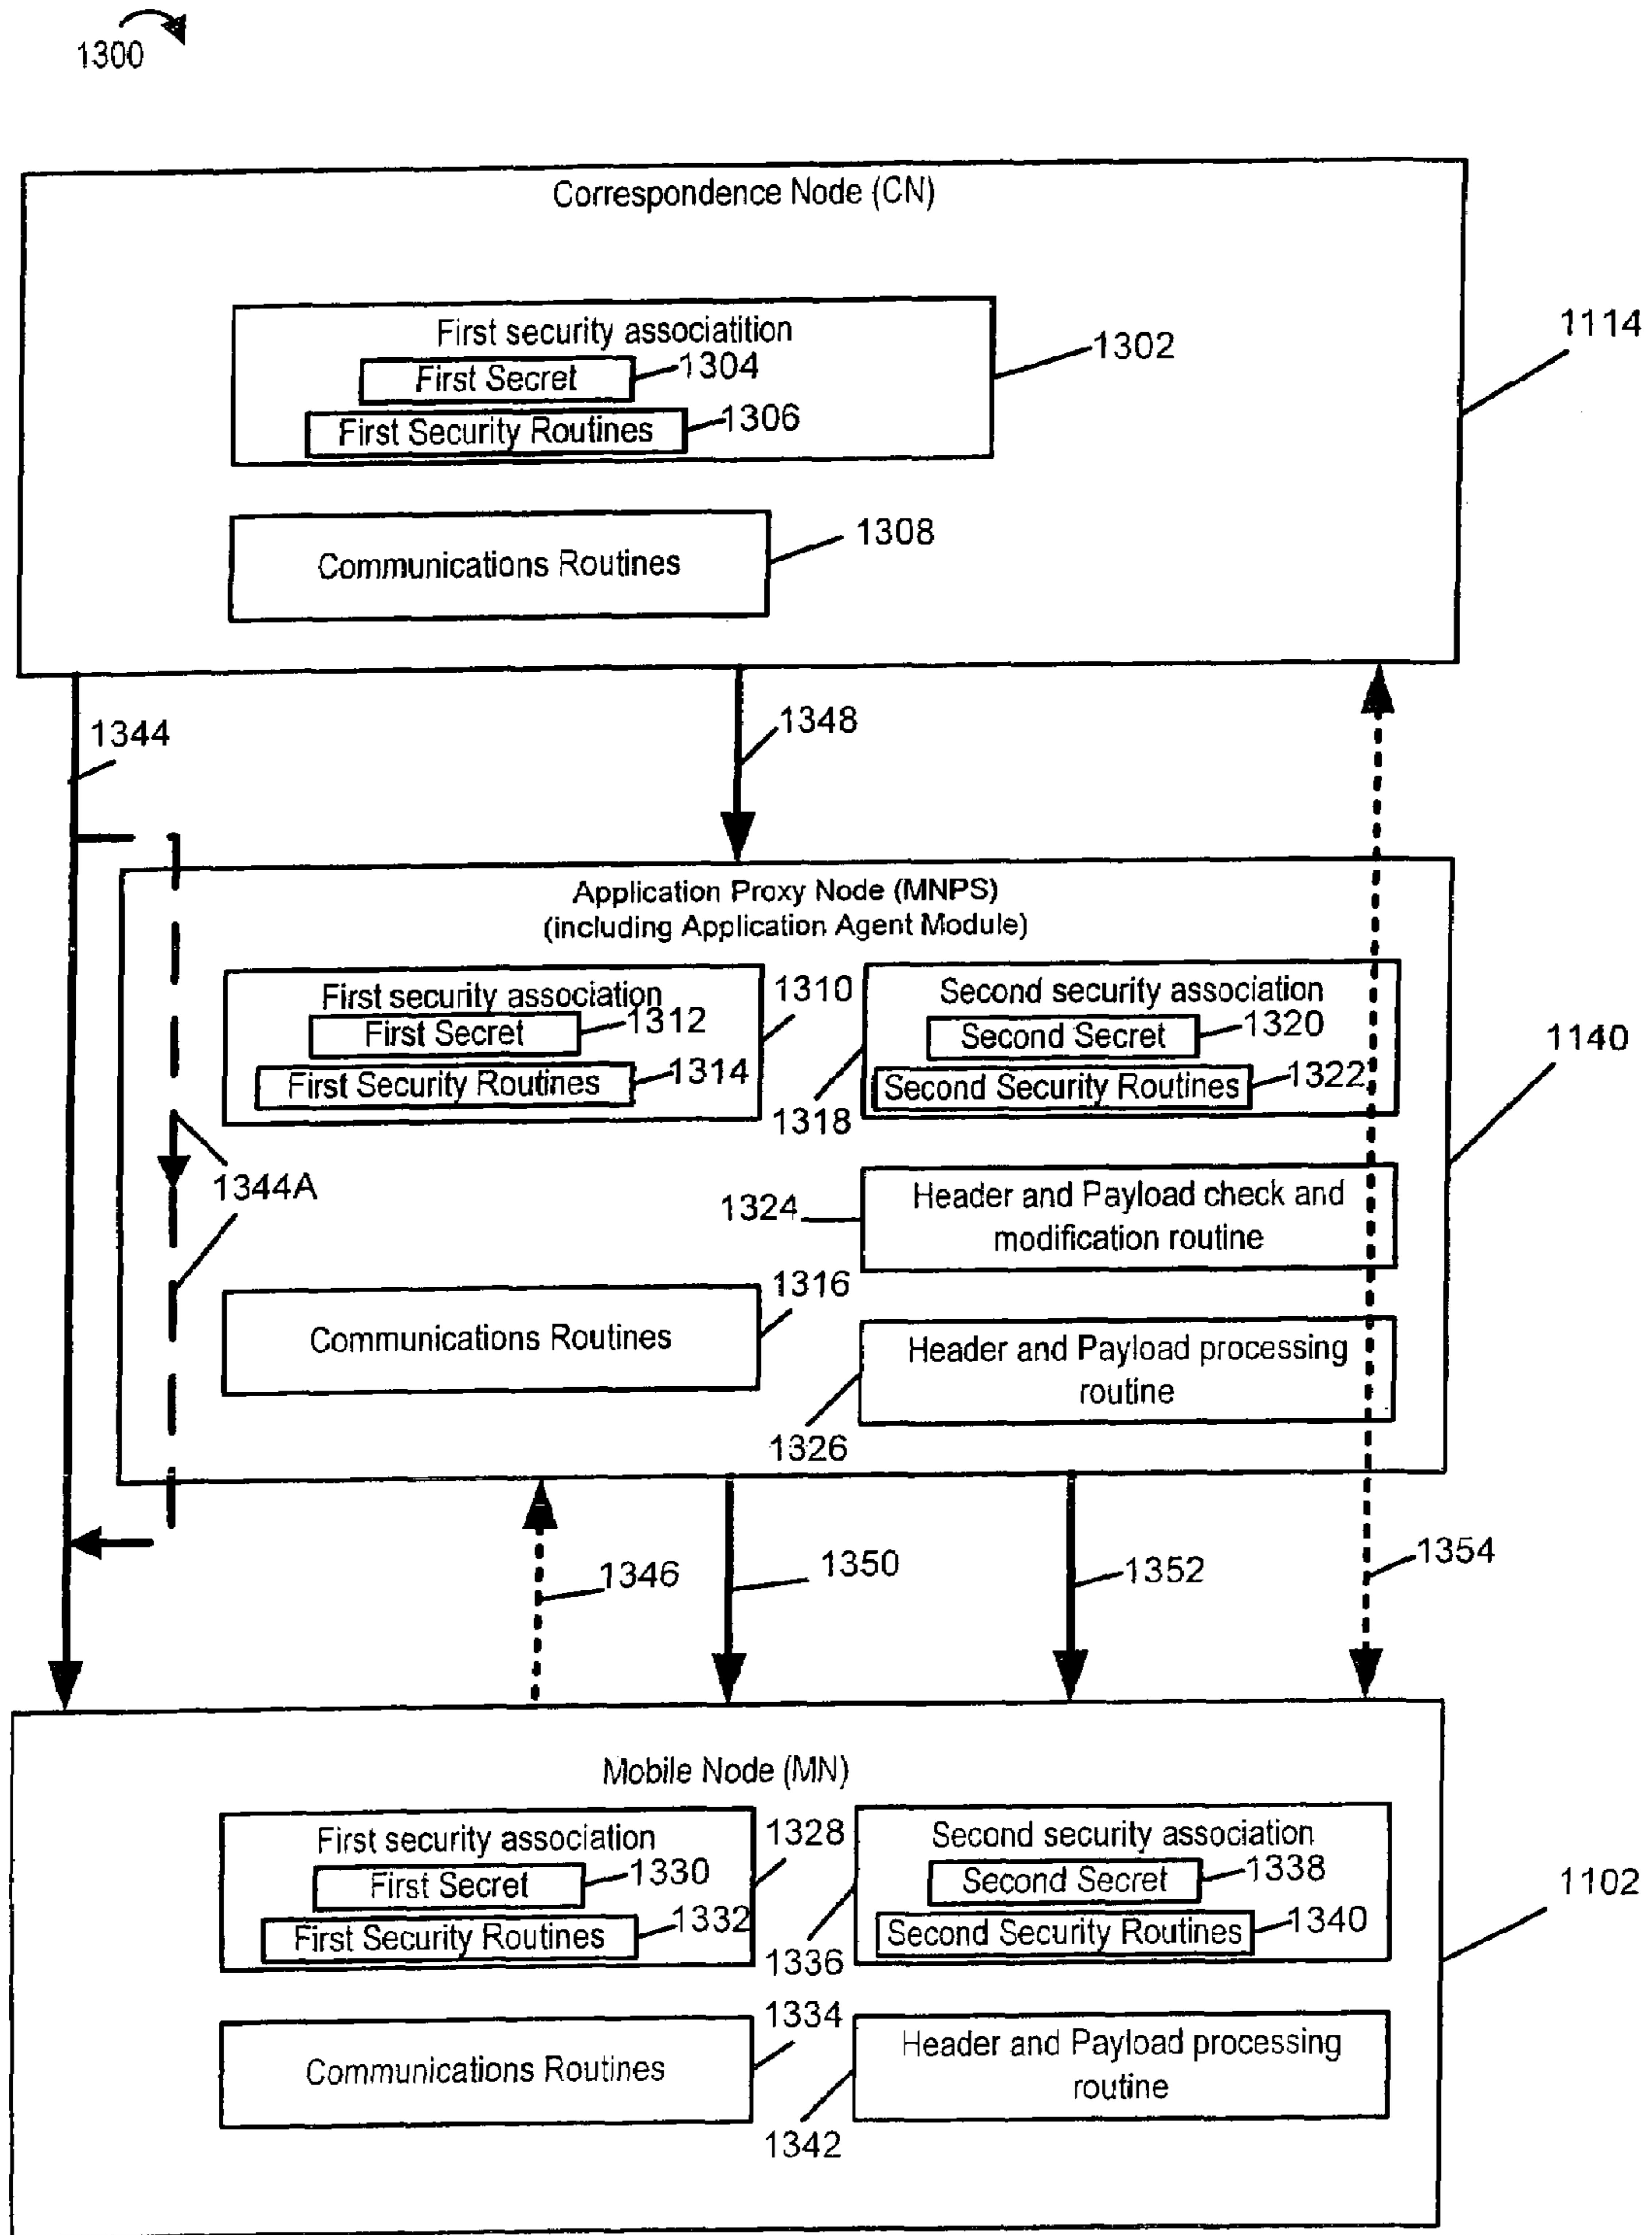 1300
Correspondence Node (CN)
First security associatition
First Secret
1304
First Security Routines
1306
1302
1114
Communications Routines
1308
1344
1348
Application Proxy Node (MNPS)
(including Application Agent Module)
First security association
First Secret
1312
First Security Routines
1314
1310
1318
Second security association
Second Secret
1320
Second Security Routines
1322
1140
1344A
1324
Header and Payload check and
modification routine
1316
Communications Routines
Header and Payload processing
routine
1326
1346
1350
1352
1354
Mobile Node (MN)
First security association
First Secret
1330
First Security Routines
1332
1328
1336
Second security association
Second Secret
1338
Second Security Routines
1340
1102
1334
Communications Routines
Header and Payload processing
routine
1342